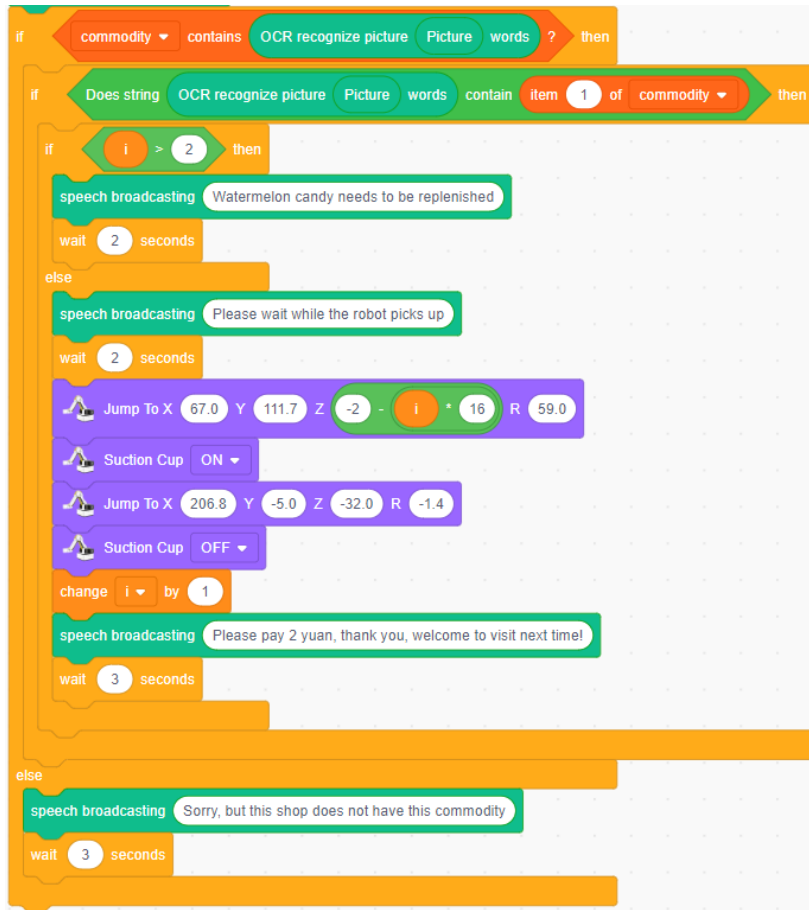 if commodity contains OCR recognize picture Picture words ? then
if Does string OCR recognize picture Picture words contain item 1 of commodity then
if i > 2 then
speech broadcasting Watermelon candy needs to be replenished
wait 2 seconds
else
speech broadcasting Please wait while the robot picks up
wait 2 seconds
Jump To X 67.0 Y 111.7 Z -2 - i * 16 R 59.0
Suction Cup ON
Jump To X 206.8 Y -5.0 Z -32.0 R -1.4
Suction Cup OFF
change i by 1
speech broadcasting Please pay 2 yuan, thank you, welcome to visit next time!
wait 3 seconds
else
speech broadcasting Sorry, but this shop does not have this commodity
wait 3 seconds